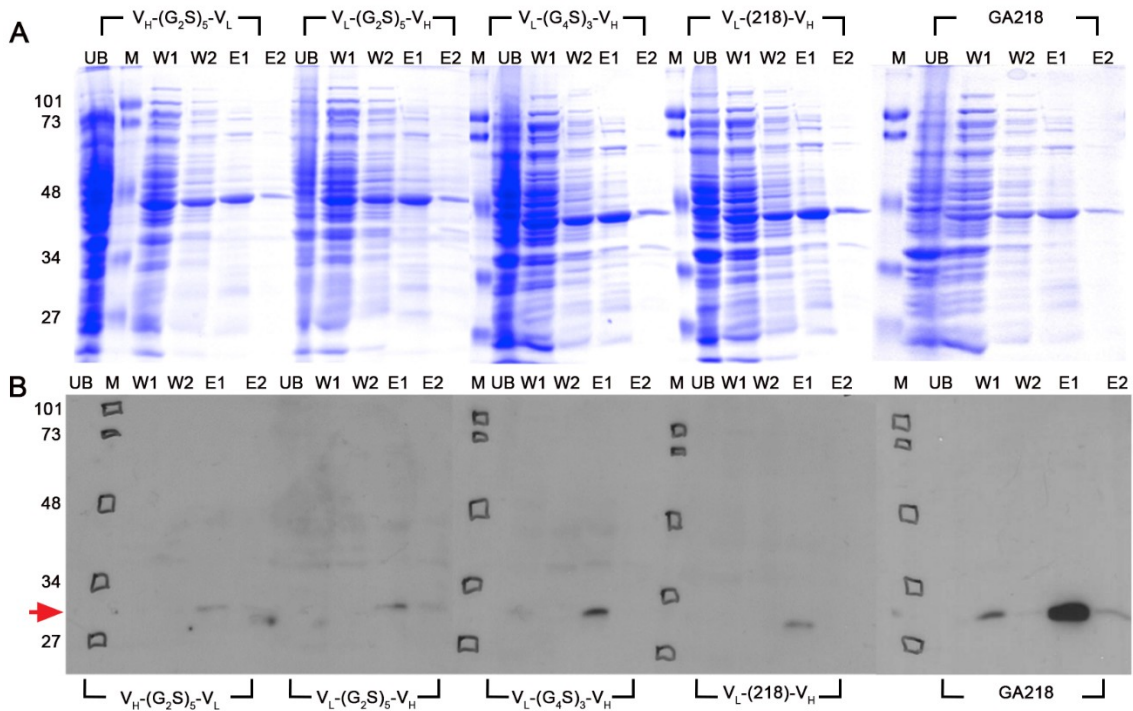 V_H-(G_2S)_5-V_L V_L-(G_2S)_5-V_H V_L-(G_4S)_3-V_H V_L-(218)-V_H GA218
A
UB M W1 W2 E1 E2 UB W1 W2 E1 E2 M UB W1 W2 E1 E2 M UB W1 W2 E1 E2 M UB W1 W2 E1 E2
101
73
48
34
27
UB M W1 W2 E1 E2 UB W1 W2 E1 E2 M UB W1 W2 E1 E2 M UB W1 W2 E1 E2 M UB W1 W2 E1 E2
B
101
73
48
34
27
V_H-(G_2S)_5-V_L V_L-(G_2S)_5-V_H V_L-(G_4S)_3-V_H V_L-(218)-V_H GA218